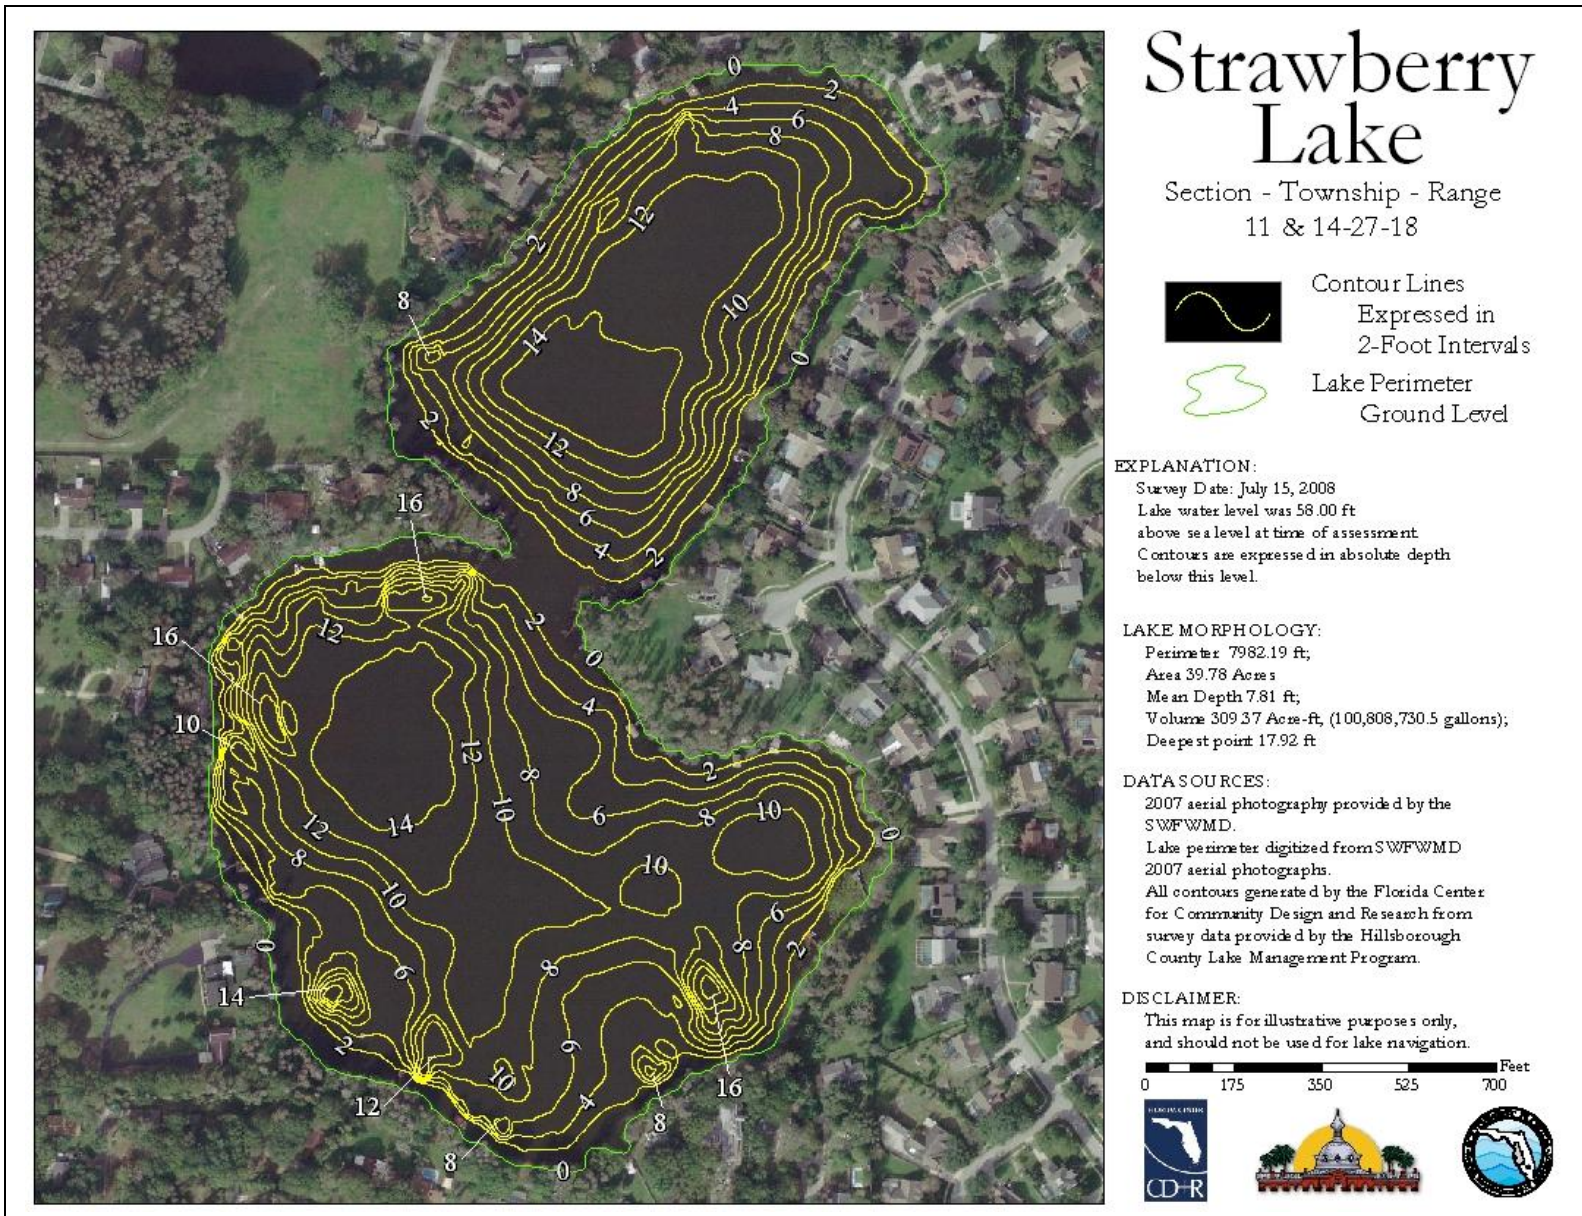 Strawberry
Lake
Section - Township - Range
11 & 14-27-18
Contour Lines
Expressed in
2-Foot Intervals
Lake Perimeter
Ground Level
EXPLANATION:
Survey Date: July 15, 2008
Lake water level was 58.00 ft
above sea level at time of assessment.
Contours are expressed in absolute depth
below this level.
LAKE MORPHOLOGY:
Perimeter 7982.19 ft;
Area 39.78 Acres
Mean Depth 7.81 ft;
Volume 309.37 Acre-ft, (100,808,730.5 gallons);
Deepest point 17.92 ft
DATA SOURCES:
2007 aerial photography provided by the
SWFWMD.
Lake perimeter digitized from SWFWMD
2007 aerial photographs.
All contours generated by the Florida Center
for Community Design and Research from
survey data provided by the Hillsborough
County Lake Management Program.
DISCLAIMER:
This map is for illustrative purposes only,
and should not be used for lake navigation.
Feet
0 175 350 525 700
CD+R
0
2
4
6
8
12
2
8
10
14
0
2
12
8
6
4
2
16
12
16
2
0
10
4
12
8
2
10
6
8
10
14
12
0
8
10
10
6
8
2
0
6
8
14
2
6
10
16
12
4
8
8
0